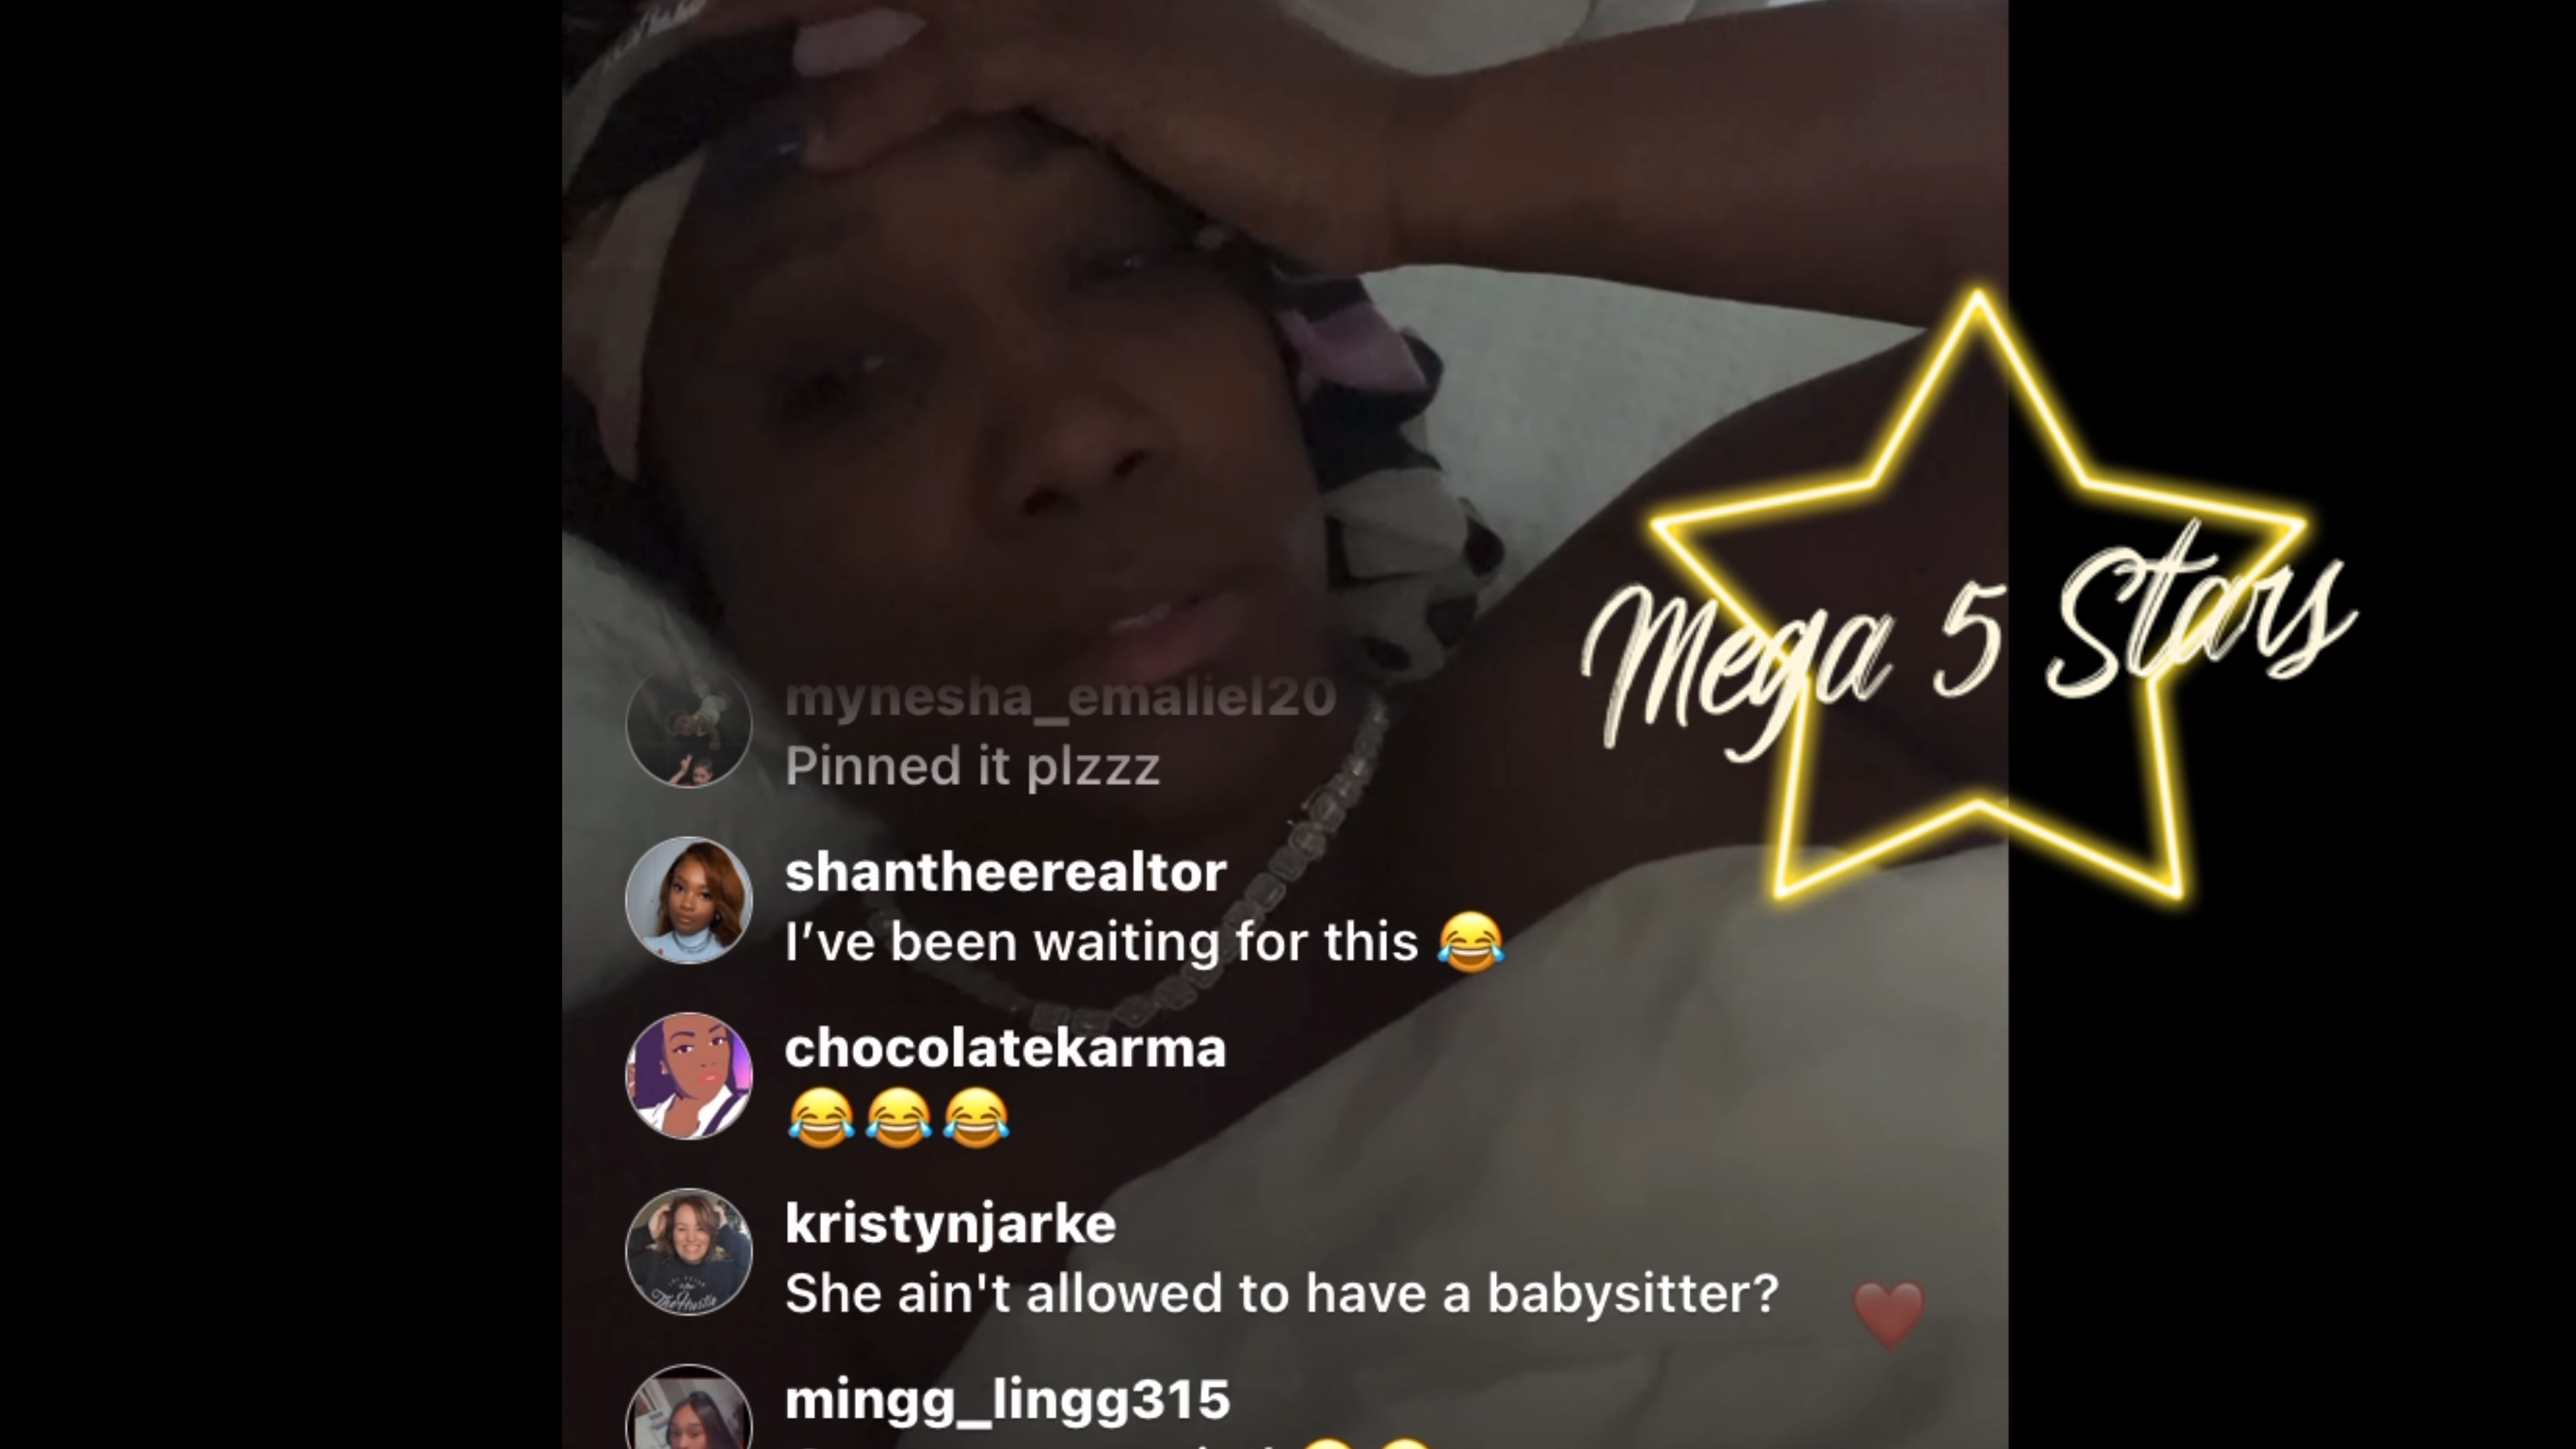 mynesha_emaliel20
Pinned it plzzz
Mega 5 Stars
shantheerealtor
I’ve been waiting for this 😂
chocolatekarma
😂😂😂
kristynjarke
She ain't allowed to have a babysitter?
mingg_lingg315